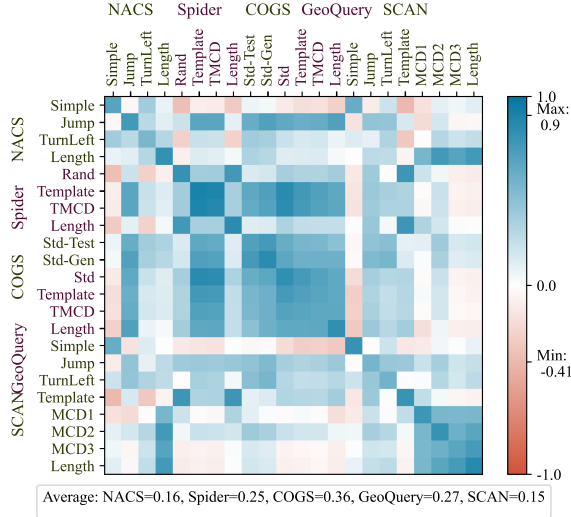 NACS Spider COGS GeoQuery SCAN
Simple
Jump
TurnLeft
Length
Rand
Template
TMCD
Length
Std-Test
Std-Gen
Std
Template
TMCD
Length
Simple
Jump
TurnLeft
Template
MCD1
MCD2
MCD3
Length
NACS
Spider
COGS
GeoQuery
SCAN
Simple
Jump
TurnLeft
Length
Rand
Template
TMCD
Length
Std-Test
Std-Gen
Std
Template
TMCD
Length
Simple
Jump
TurnLeft
Template
MCD1
MCD2
MCD3
Length
1.0
Max:
0.9
0.0
Min:
-0.41
-1.0
Average: NACS=0.16, Spider=0.25, COGS=0.36, GeoQuery=0.27, SCAN=0.15